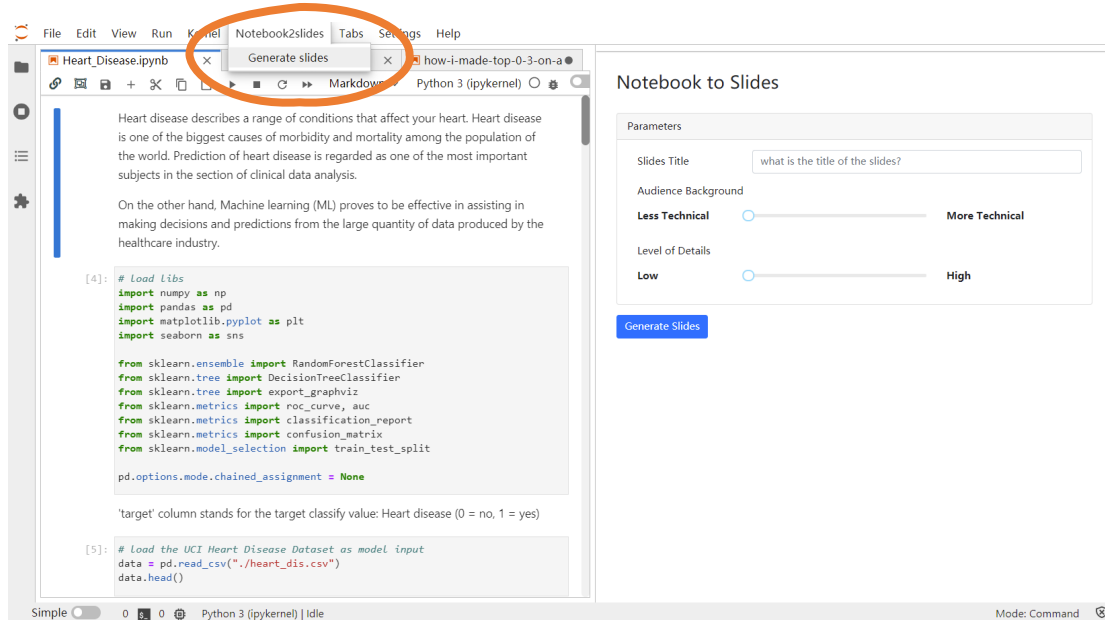 File Edit View Run Kernel Notebook2slides Tabs Settings Help
Generate slides
Heart_Disease.ipynb
how-i-made-top-0-3-on-a
Markdown
Python 3 (ipykernel)
Heart disease describes a range of conditions that affect your heart. Heart disease
is one of the biggest causes of morbidity and mortality among the population of
the world. Prediction of heart disease is regarded as one of the most important
subjects in the section of clinical data analysis.
On the other hand, Machine learning (ML) proves to be effective in assisting in
making decisions and predictions from the large quantity of data produced by the
healthcare industry.
[4]:
# load libs
import numpy as np
import pandas as pd
import matplotlib.pyplot as plt
import seaborn as sns
from sklearn.ensemble import RandomForestClassifier
from sklearn.tree import DecisionTreeClassifier
from sklearn.tree import export_graphviz
from sklearn.metrics import roc_curve, auc
from sklearn.metrics import classification_report
from sklearn.metrics import confusion_matrix
from sklearn.model_selection import train_test_split
pd.options.mode.chained_assignment = None
'target' column stands for the target classify value: Heart disease (0 = no, 1 = yes)
[5]:
# load the UCI Heart Disease Dataset as model input
data = pd.read_csv("./heart_dis.csv")
data.head()
Notebook to Slides
Parameters
Slides Title
what is the title of the slides?
Audience Background
Less Technical
More Technical
Level of Details
Low
High
Generate Slides
Simple
0
0
Python 3 (ipykernel) | Idle
Mode: Command